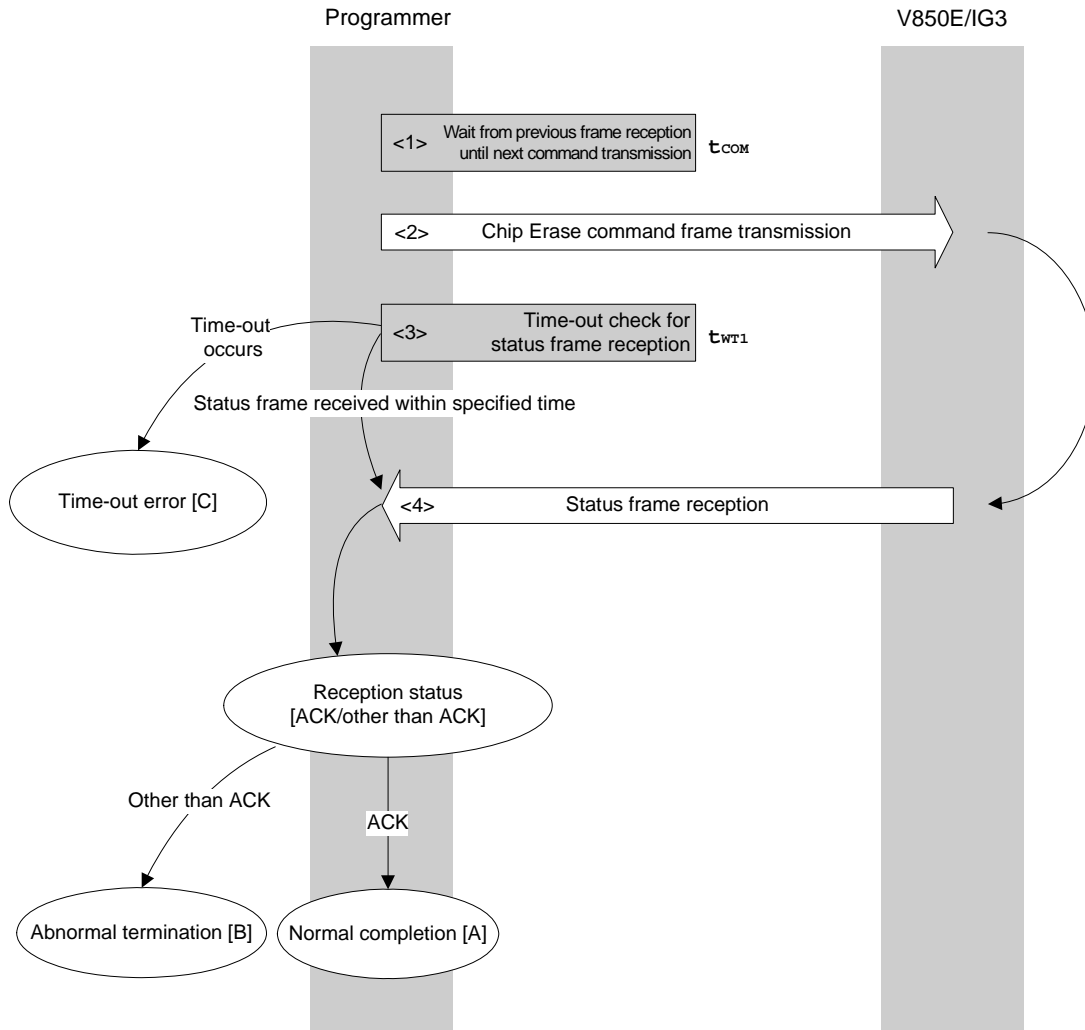 Programmer
V850E/IG3
<1> Wait from previous frame reception
until next command transmission
tCOM
<2> Chip Erase command frame transmission
Time-out
occurs
<3> Time-out check for
status frame reception
tWT1
Status frame received within specified time
Time-out error [C]
<4> Status frame reception
Reception status
[ACK/other than ACK]
Other than ACK
ACK
Abnormal termination [B]
Normal completion [A]